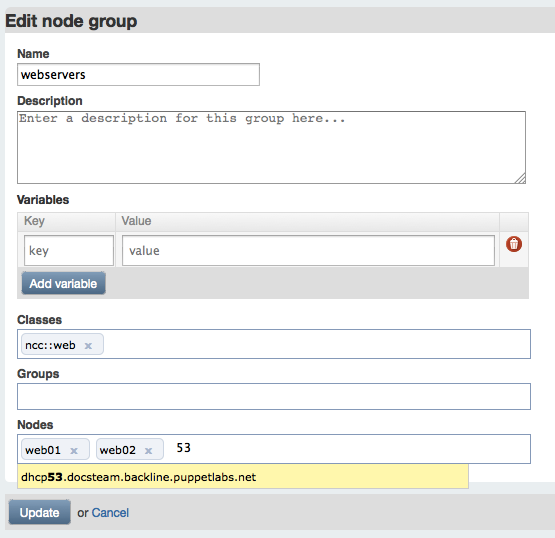 Edit node group
Name
webservers
Description
Enter a description for this group here...
Variables
Key Value
key value
Add variable
Classes
ncc::web ×
Groups
Nodes
web01 × web02 × 53
dhcp53.docsteam.backline.puppetlabs.net
Update or Cancel